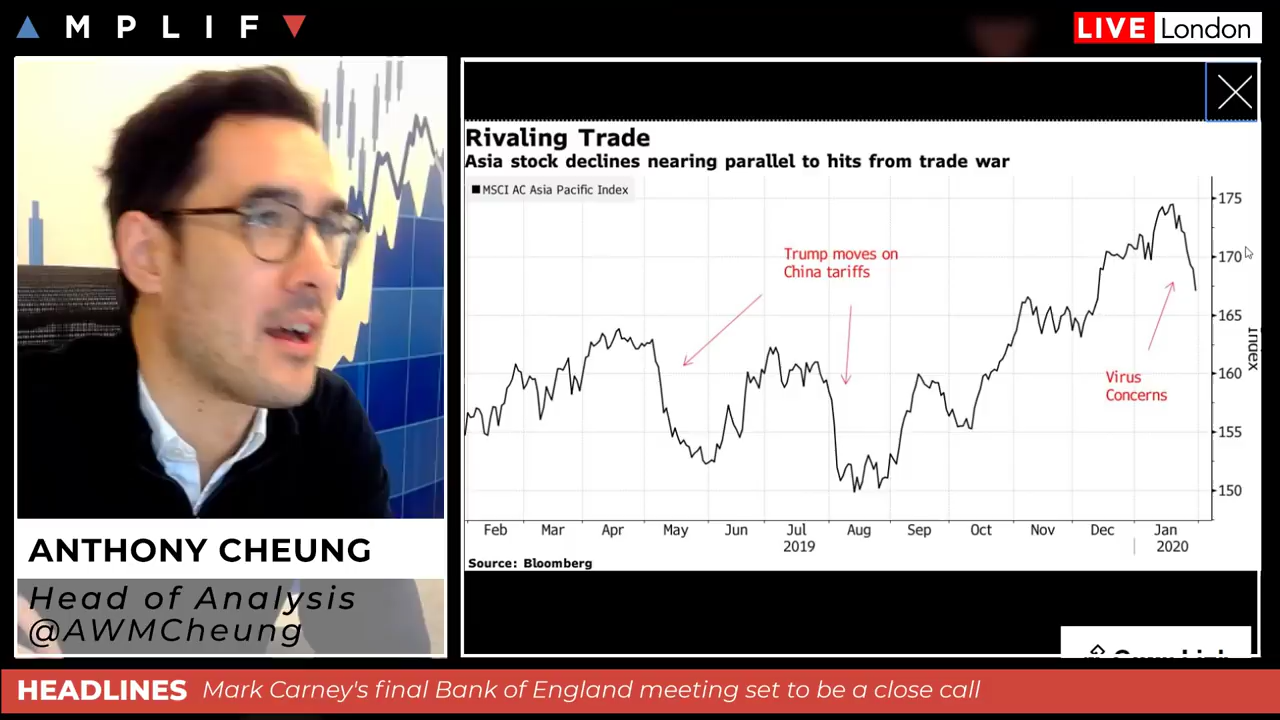 AMPLIFY
LIVE London
Rivaling Trade
Asia stock declines nearing parallel to hits from trade war
MSCI AC Asia Pacific Index
175
170
165
160
155
150
Index
Trump moves on
China tariffs
Virus
Concerns
Feb Mar Apr May Jun Jul Aug Sep Oct Nov Dec Jan
2019 2020
Source: Bloomberg
ANTHONY CHEUNG
Head of Analysis
@AWMCheung
HEADLINES Mark Carney's final Bank of England meeting set to be a close call